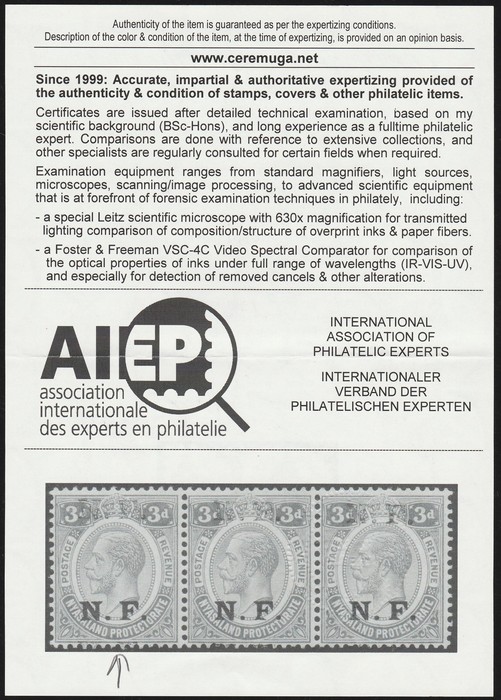 Authenticity of the item is guaranteed as per the expertizing conditions.
Description of the color & condition of the item, at the time of expertizing, is provided on an opinion basis.
www.ceremuga.net
Since 1999: Accurate, impartial & authoritative expertizing provided of
the authenticity & condition of stamps, covers & other philatelic items.
Certificates are issued after detailed technical examination, based on my
scientific background (BSc-Hons), and long experience as a fulltime philatelic
expert. Comparisons are done with reference to extensive collections, and
other specialists are regularly consulted for certain fields when required.
Examination equipment ranges from standard magnifiers, light sources,
microscopes, scanning/image processing, to advanced scientific equipment
that is at forefront of forensic examination techniques in philately, including:
- a special Leitz scientific microscope with 630x magnification for transmitted
lighting comparison of composition/structure of overprint inks & paper fibers.
- a Foster & Freeman VSC-4C Video Spectral Comparator for comparison of
the optical properties of inks under full range of wavelengths (IR-VIS-UV),
and especially for detection of removed cancels & other alterations.
AIEP
association
internationale
des experts en philatelie
INTERNATIONAL
ASSOCIATION OF
PHILATELIC EXPERTS
INTERNATIONALER
VERBAND DER
PHILATELISCHEN EXPERTEN
3d 3d 3d 3d 3d 3d
POSTAGE REVENUE POSTAGE REVENUE POSTAGE REVENUE
N. F N. F N. F.
NYASALAND PROTECTORATE NYASALAND PROTECTORATE NYASALAND PROTECTORATE